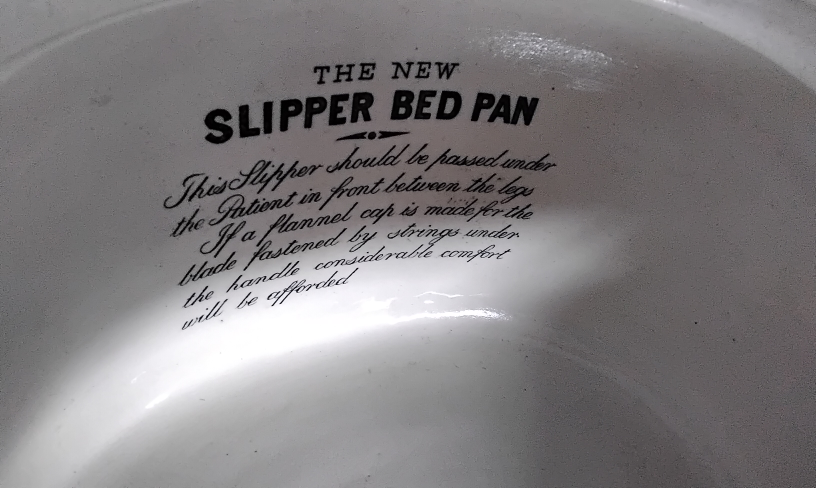 THE NEW
SLIPPER BED PAN
This Slipper should be passed under
the Patient in front between the legs
If a flannel cap is made for the
blade fastened by strings under
the handle considerable comfort
will be afforded